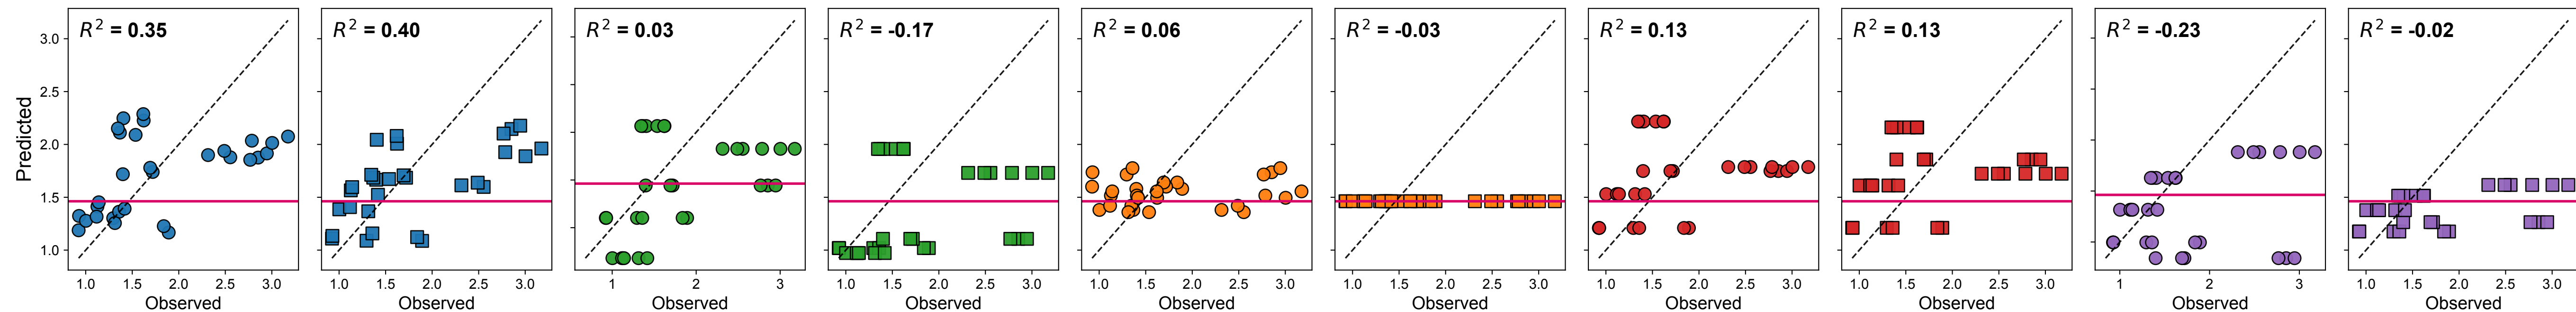 R² = 0.35
R² = 0.40
R² = 0.03
R² = -0.17
R² = 0.06
R² = -0.03
R² = 0.13
R² = 0.13
R² = -0.23
R² = -0.02
Predicted
3.0
2.5
2.0
1.5
1.0
1.0 1.5 2.0 2.5 3.0
1.0 1.5 2.0 2.5 3.0
1 2 3
1.0 1.5 2.0 2.5 3.0
1.0 1.5 2.0 2.5 3.0
1.0 1.5 2.0 2.5 3.0
1.0 1.5 2.0 2.5 3.0
1.0 1.5 2.0 2.5 3.0
1 2 3
1.0 1.5 2.0 2.5 3.0
Observed
Observed
Observed
Observed
Observed
Observed
Observed
Observed
Observed
Observed